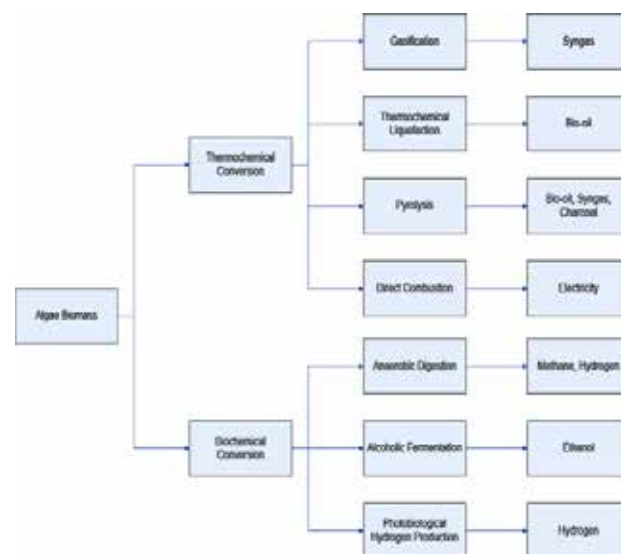 Gasification
Syngas
Thermochemical
Liquefaction
Bio-oil
Thermochemical
Conversion
Pyrolysis
Bio-oil, Syngas,
Charcoal
Direct Combustion
Electricity
Algae Biomass
Anaerobic Digestion
Methane, Hydrogen
Biochemical
Conversion
Alcoholic Fermentation
Ethanol
Photobiological
Hydrogen Production
Hydrogen